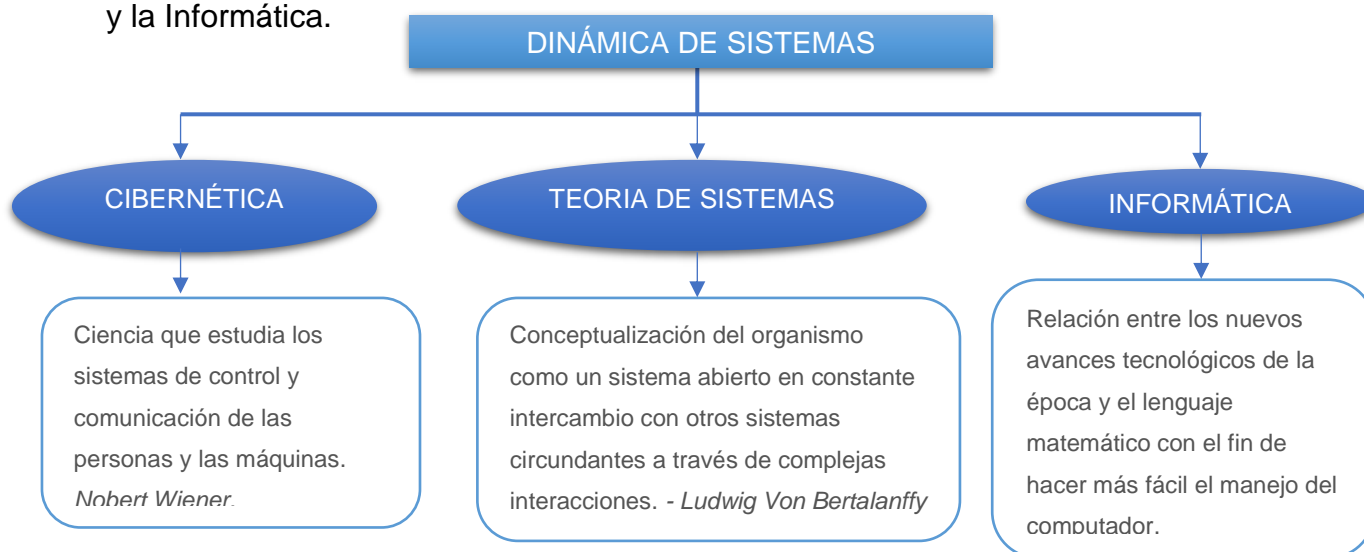 y la Informática.
DINÁMICA DE SISTEMAS
CIBERNÉTICA
TEORIA DE SISTEMAS
INFORMÁTICA
Ciencia que estudia los
sistemas de control y
comunicación de las
personas y las máquinas.
Nobert Wiener.
Conceptualización del organismo
como un sistema abierto en constante
intercambio con otros sistemas
circundantes a través de complejas
interacciones. - Ludwig Von Bertalanffy
Relación entre los nuevos
avances tecnológicos de la
época y el lenguaje
matemático con el fin de
hacer más fácil el manejo del
computador.